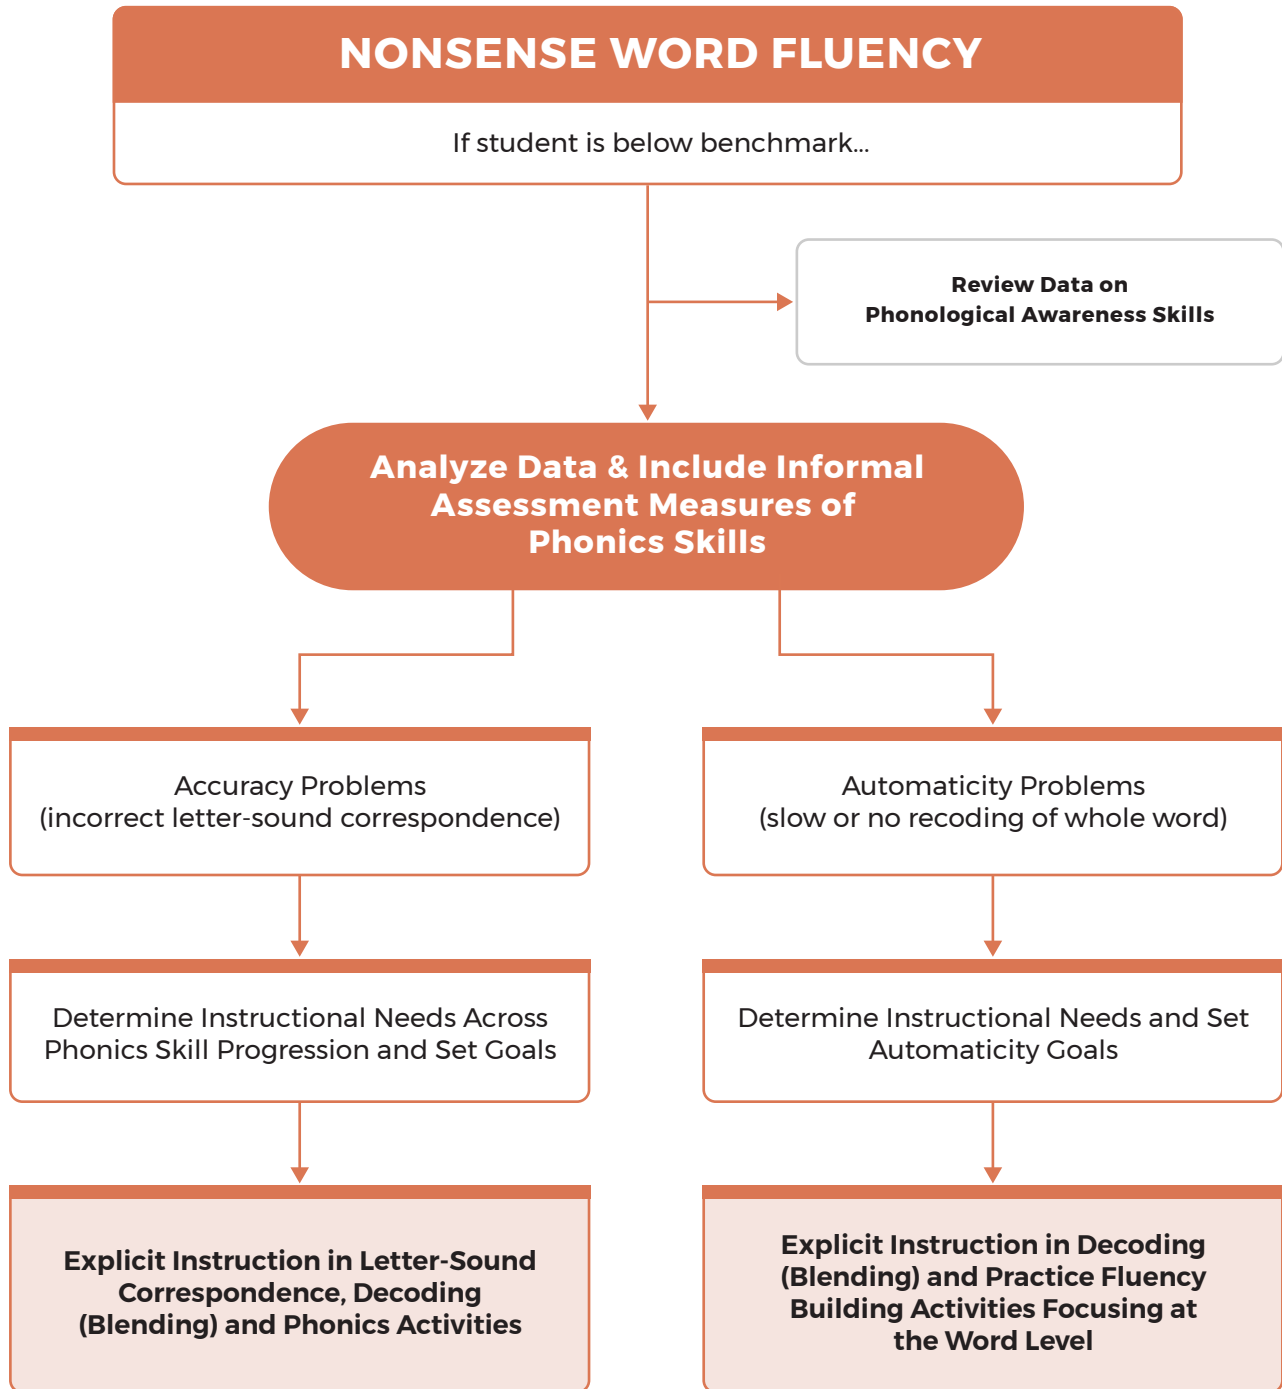 NONSENSE WORD FLUENCY
If student is below benchmark...
Review Data on
Phonological Awareness Skills
Analyze Data & Include Informal
Assessment Measures of
Phonics Skills
Accuracy Problems
(incorrect letter-sound correspondence)
Automaticity Problems
(slow or no recoding of whole word)
Determine Instructional Needs Across
Phonics Skill Progression and Set Goals
Determine Instructional Needs and Set
Automaticity Goals
Explicit Instruction in Letter-Sound
Correspondence, Decoding
(Blending) and Phonics Activities
Explicit Instruction in Decoding
(Blending) and Practice Fluency
Building Activities Focusing at
the Word Level